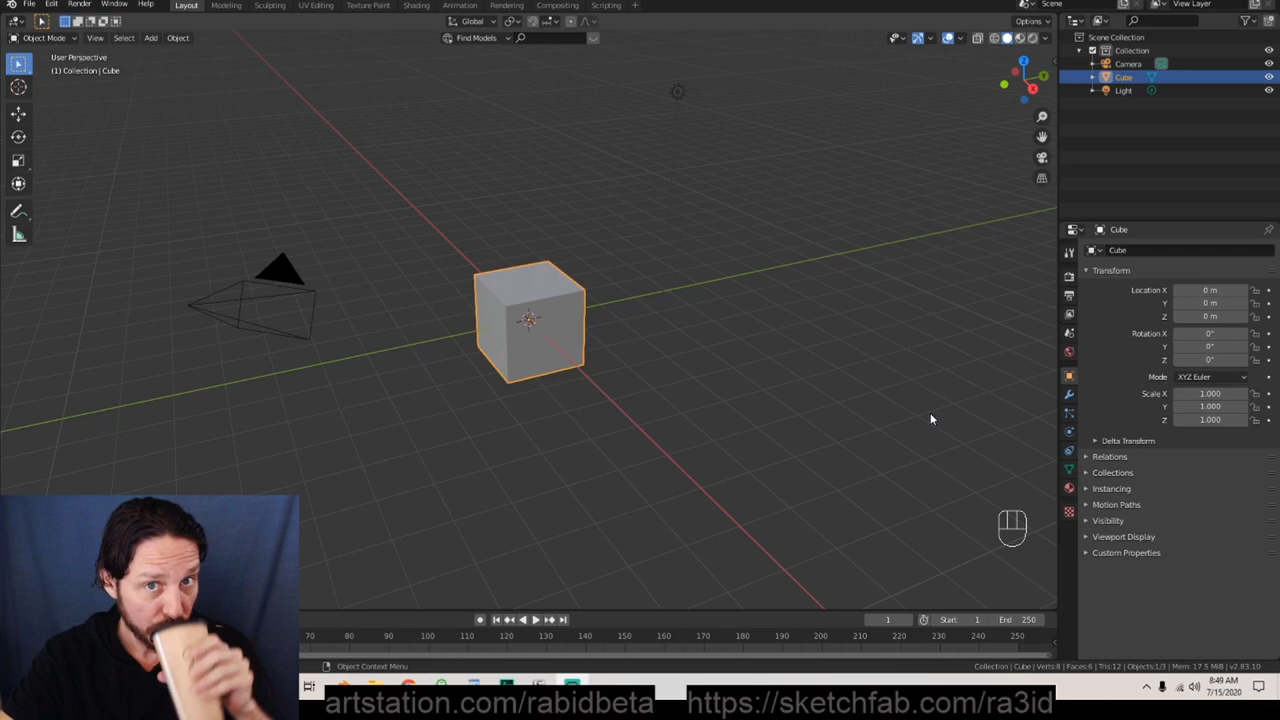 File Edit Render Window Help Layout Modeling Sculpting UV Editing Texture Paint Shading Animation Rendering Compositing Scripting + Scene View Layer
Global Options
Object Mode View Select Add Object Find Models
Scene Collection
Collection
Camera
Cube
Light
User Perspective
(1) Collection | Cube
Z
Y
X
Cube
Cube
Transform
Location X 0 m
Y 0 m
Z 0 m
Rotation X 0°
Y 0°
Z 0°
Mode XYZ Euler
Scale X 1.000
Y 1.000
Z 1.000
Delta Transform
Relations
Collections
Instancing
Motion Paths
Visibility
Viewport Display
Custom Properties
1 Start 1 End 250
70 80 90 100 110 120 130 140 150 160 170 180 190 200 210 220 230 240 250
Object Context Menu
Collection | Cube | Verts:8 | Faces:6 | Tris:12 | Objects:1/3 | Mem: 17.5 MiB | v2.83.10
8:49 AM
7/15/2020
artstation.com/rabidbeta https://sketchfab.com/ra3id